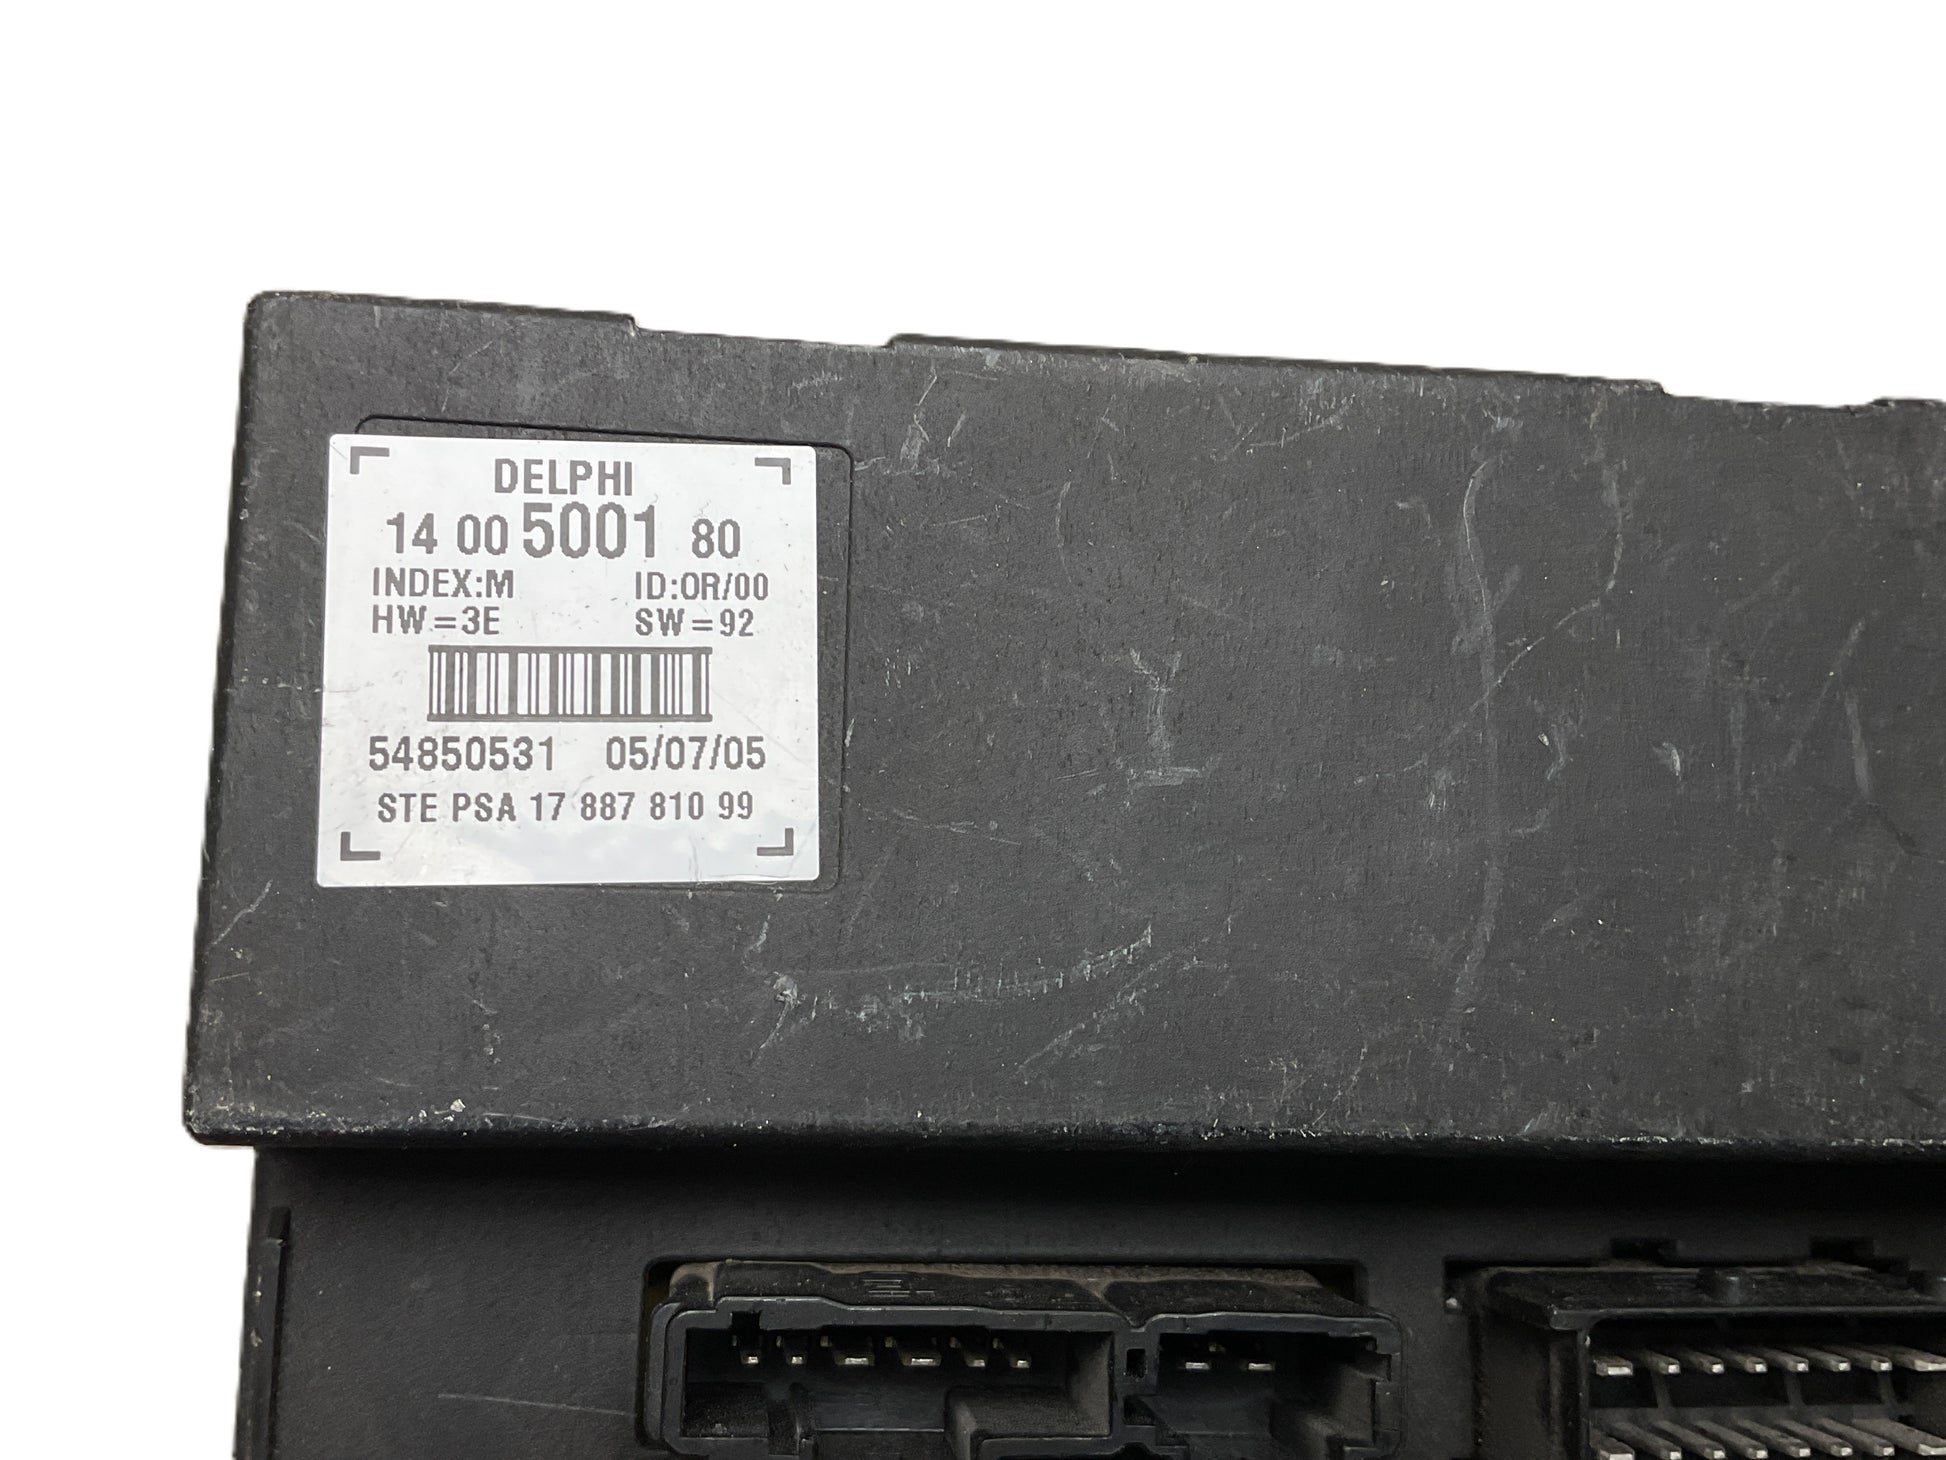 DELPHI
14 00 5001 80
INDEX:M ID:0R/00
HW=3E SW=92
54850531 05/07/05
STE PSA 17 887 810 99